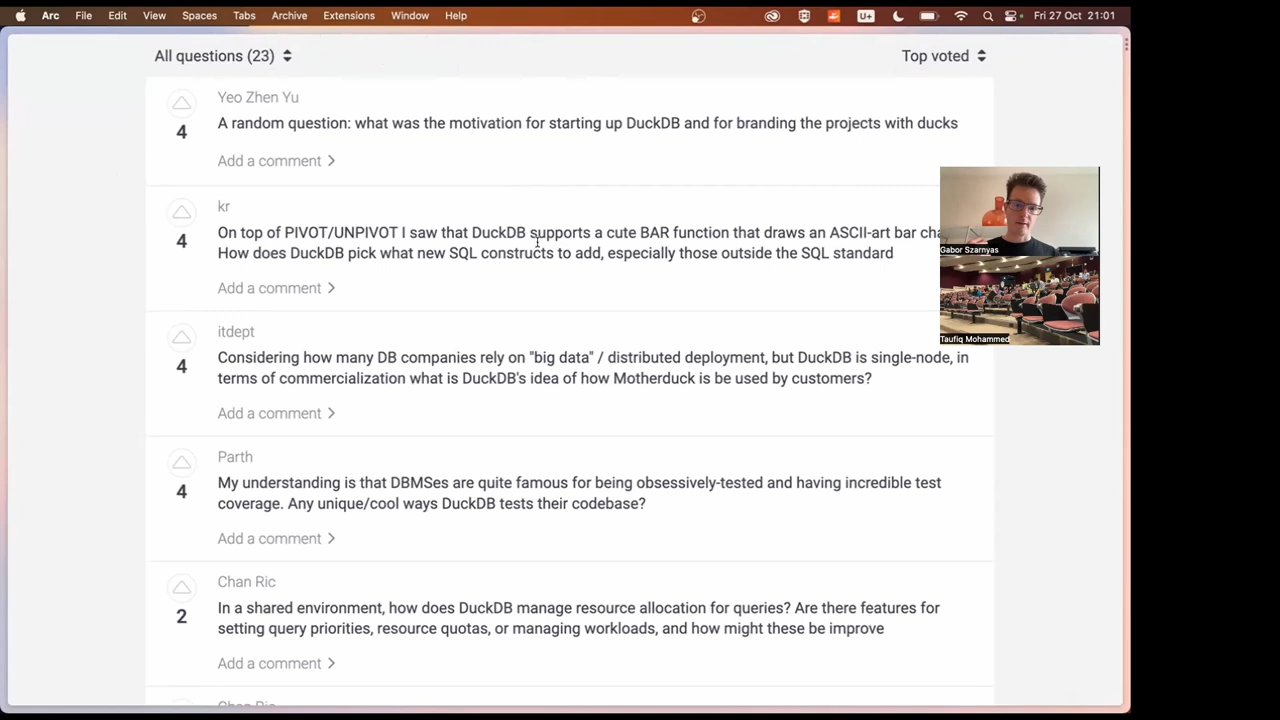 Arc File Edit View Spaces Tabs Archive Extensions Window Help U+ Fri 27 Oct 21:01
All questions (23) Top voted
Yeo Zhen Yu
4
A random question: what was the motivation for starting up DuckDB and for branding the projects with ducks
Add a comment >
kr
4
On top of PIVOT/UNPIVOT I saw that DuckDB supports a cute BAR function that draws an ASCII-art bar
How does DuckDB pick what new SQL constructs to add, especially those outside the SQL standard
Add a comment >
Gabor Szarnyas
Taufiq Mohammed
itdept
4
Considering how many DB companies rely on "big data" / distributed deployment, but DuckDB is single-node, in
terms of commercialization what is DuckDB's idea of how Motherduck is be used by customers?
Add a comment >
Parth
4
My understanding is that DBMSes are quite famous for being obsessively-tested and having incredible test
coverage. Any unique/cool ways DuckDB tests their codebase?
Add a comment >
Chan Ric
2
In a shared environment, how does DuckDB manage resource allocation for queries? Are there features for
setting query priorities, resource quotas, or managing workloads, and how might these be improve
Add a comment >
Chan Ric